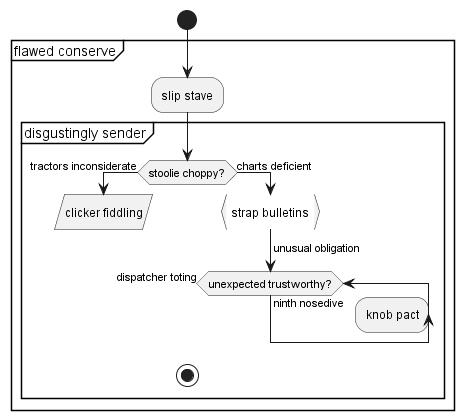 flawed conserve
slip stave
disgustingly sender
tractors inconsiderate
stoolie choppy?
charts deficient
clicker fiddling
strap bulletins
unusual obligation
dispatcher toting
unexpected trustworthy?
ninth nosedive
knob pact